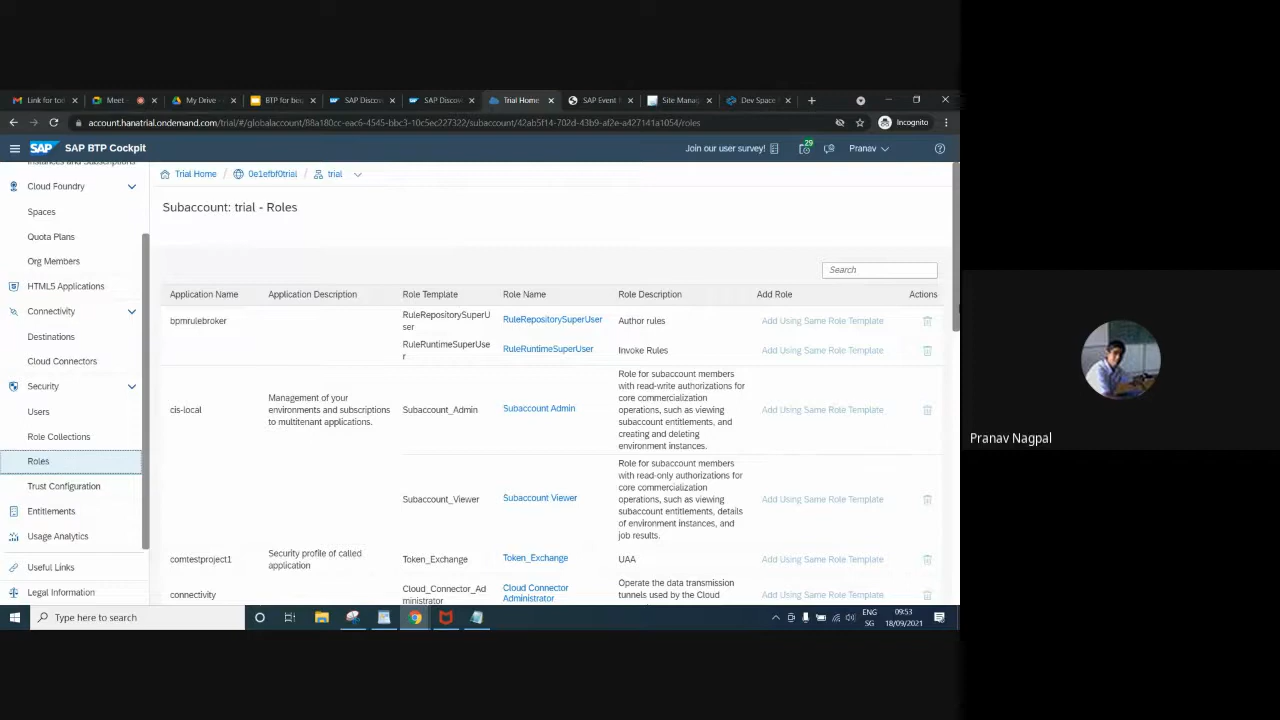 Link for to
Meet
My Drive -
BTP for be
SAP Discov
SAP Discov
Trial Home
SAP Event
Site Manag
Dev Space
account.hanatrial.ondemand.com/trial/#/globalaccount/88a180cc-eac6-4545-bbc3-10c5ec227322/subaccount/42ab5f14-702d-43b9-af2e-a427141a1054/roles
Incognito
SAP
SAP BTP Cockpit
Join our user survey!
29
Pranav
Instances and Subscriptions
Cloud Foundry
Spaces
Quota Plans
Org Members
HTML5 Applications
Connectivity
Destinations
Cloud Connectors
Security
Users
Role Collections
Roles
Trust Configuration
Entitlements
Usage Analytics
Useful Links
Legal Information
Trial Home / 0e1efbf0trial / trial
Subaccount: trial - Roles
Search
Application Name
Application Description
Role Template
Role Name
Role Description
Add Role
Actions
bpmrulebroker
RuleRepositorySuperU
ser
RuleRepositorySuperUser
Author rules
Add Using Same Role Template
RuleRuntimeSuperUse
r
RuleRuntimeSuperUser
Invoke Rules
Add Using Same Role Template
cis-local
Management of your
environments and subscriptions
to multitenant applications.
Subaccount_Admin
Subaccount Admin
Role for subaccount members
with read-write authorizations for
core commercialization
operations, such as viewing
subaccount entitlements, and
creating and deleting
environment instances.
Add Using Same Role Template
Subaccount_Viewer
Subaccount Viewer
Role for subaccount members
with read-only authorizations for
core commercialization
operations, such as viewing
subaccount entitlements, details
of environment instances, and
job results.
Add Using Same Role Template
comtestproject1
Security profile of called
application
Token_Exchange
Token_Exchange
UAA
Add Using Same Role Template
connectivity
Cloud_Connector_Ad
ministrator
Cloud Connector
Administrator
Operate the data transmission
tunnels used by the Cloud
Add Using Same Role Template
Type here to search
ENG
SG
09:53
18/09/2021
Pranav Nagpal